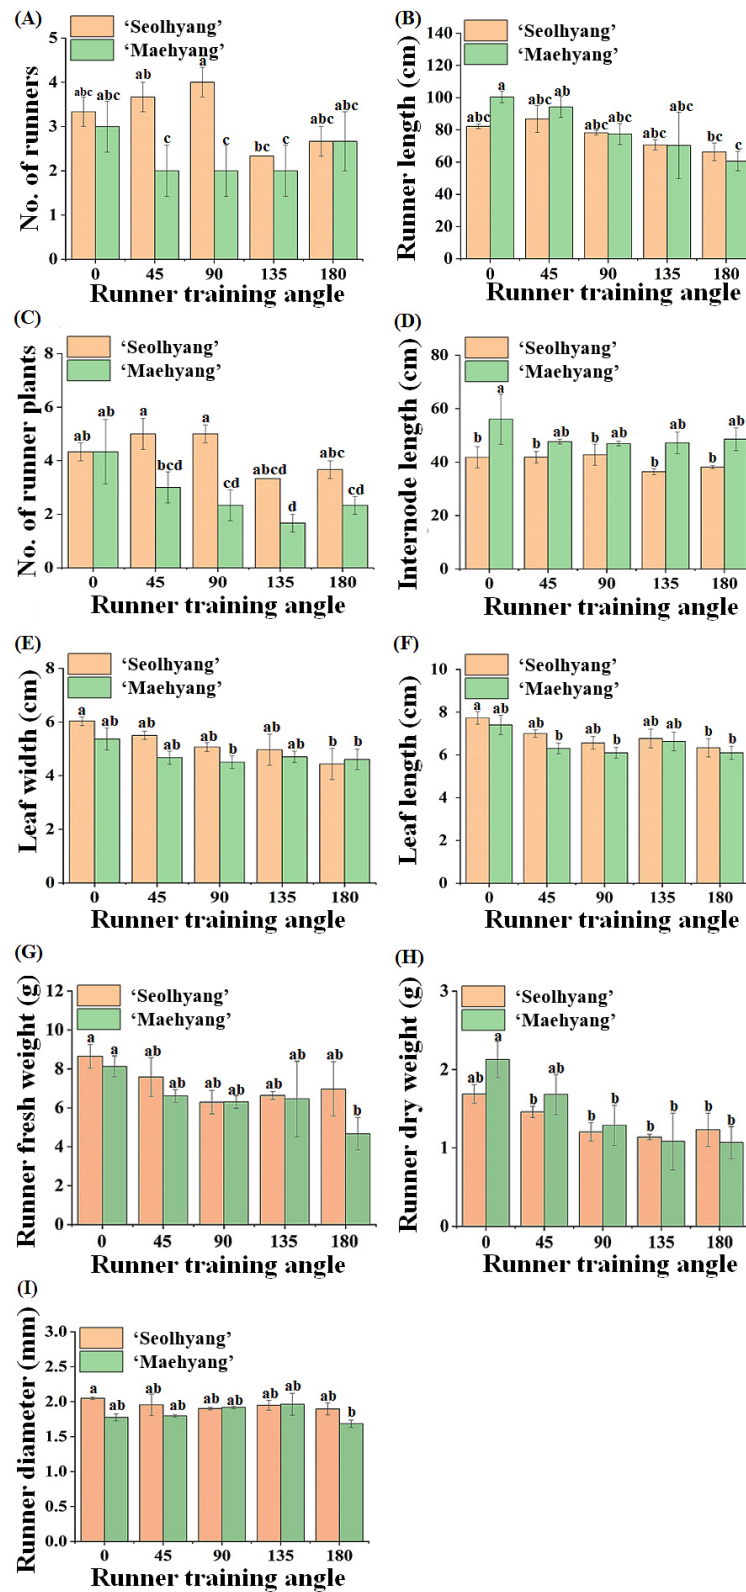 (A)
‘Seolhyang’
‘Maehyang’
No. of runners
5
4
3
2
1
0
abc abc ab c a c bc c abc abc
0 45 90 135 180
Runner training angle
(B)
‘Seolhyang’
‘Maehyang’
Runner length (cm)
140
120
100
80
60
40
20
0
abc a abc ab abc abc abc abc bc c
0 45 90 135 180
Runner training angle
(C)
‘Seolhyang’
‘Maehyang’
No. of runner plants
8
6
4
2
0
ab ab a bcd a cd abcd d abc cd
0 45 90 135 180
Runner training angle
(D)
‘Seolhyang’
‘Maehyang’
Internode length (cm)
80
60
40
20
0
b a b ab b ab b ab b ab
0 45 90 135 180
Runner training angle
(E)
‘Seolhyang’
‘Maehyang’
Leaf width (cm)
8
6
4
2
0
a ab ab ab ab b ab ab b b
0 45 90 135 180
Runner training angle
(F)
‘Seolhyang’
‘Maehyang’
Leaf length (cm)
10
8
6
4
2
0
a ab ab b ab b ab ab b b
0 45 90 135 180
Runner training angle
(G)
‘Seolhyang’
‘Maehyang’
Runner fresh weight (g)
12
10
8
6
4
2
0
a a ab ab ab ab ab ab ab b
0 45 90 135 180
Runner training angle
(H)
‘Seolhyang’
‘Maehyang’
Runner dry weight (g)
3
2
1
0
ab a b ab b b b b b b
0 45 90 135 180
Runner training angle
(I)
‘Seolhyang’
‘Maehyang’
Runner diameter (mm)
3.0
2.5
2.0
1.5
1.0
0.5
0.0
a ab ab ab ab ab ab ab ab b
0 45 90 135 180
Runner training angle